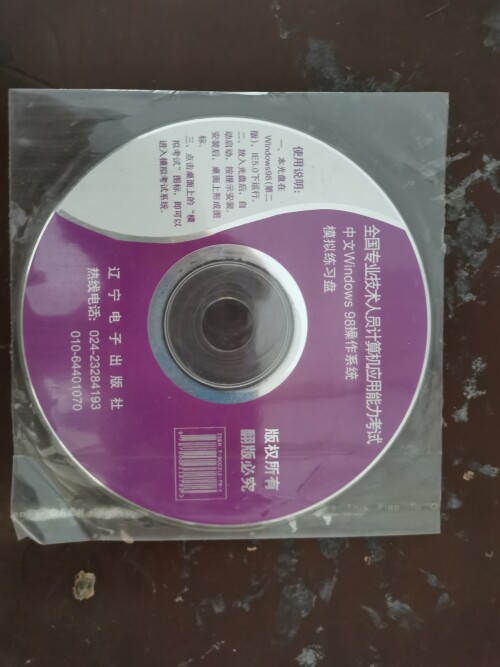 全国专业技术人员计算机应用能力考试
中文Windows 98操作系统
模拟练习盘
使用说明:
一、本光盘在
Windows98(第二
版)、IE5.0下运行。
二、放入光盘后,自
动启动,按提示安装。
安装后,桌面上形成图
标。
三、点击桌面上的“模
拟考试”图标,即可以
进入模拟考试系统。
版权所有
翻版必究
辽宁电子出版社
热线电话: 024-23284193
010-64401070
This Flap